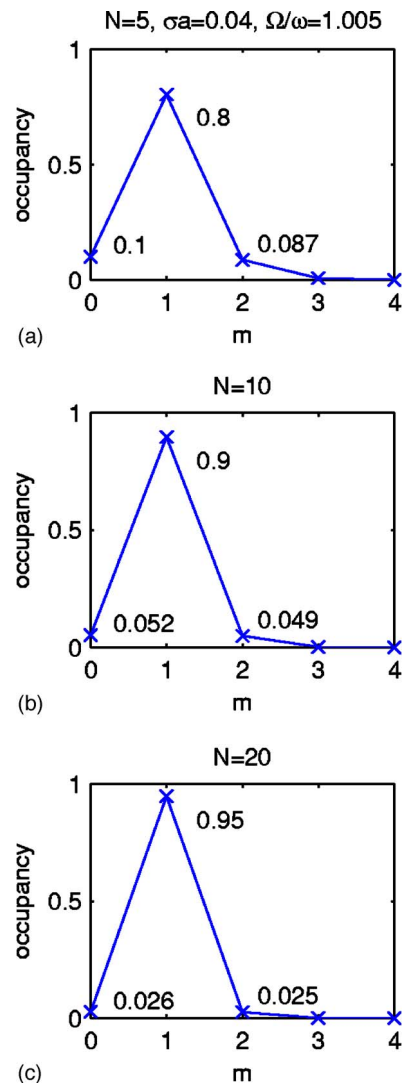 N=5, σa=0.04, Ω/ω=1.005
1
0.8
occupancy
0.5
0.1
0.087
0
0 1 2 3 4
(a)
m
N=10
1
0.9
occupancy
0.5
0.052
0.049
0
0 1 2 3 4
(b)
m
N=20
1
0.95
occupancy
0.5
0.026
0.025
0
0 1 2 3 4
(c)
m